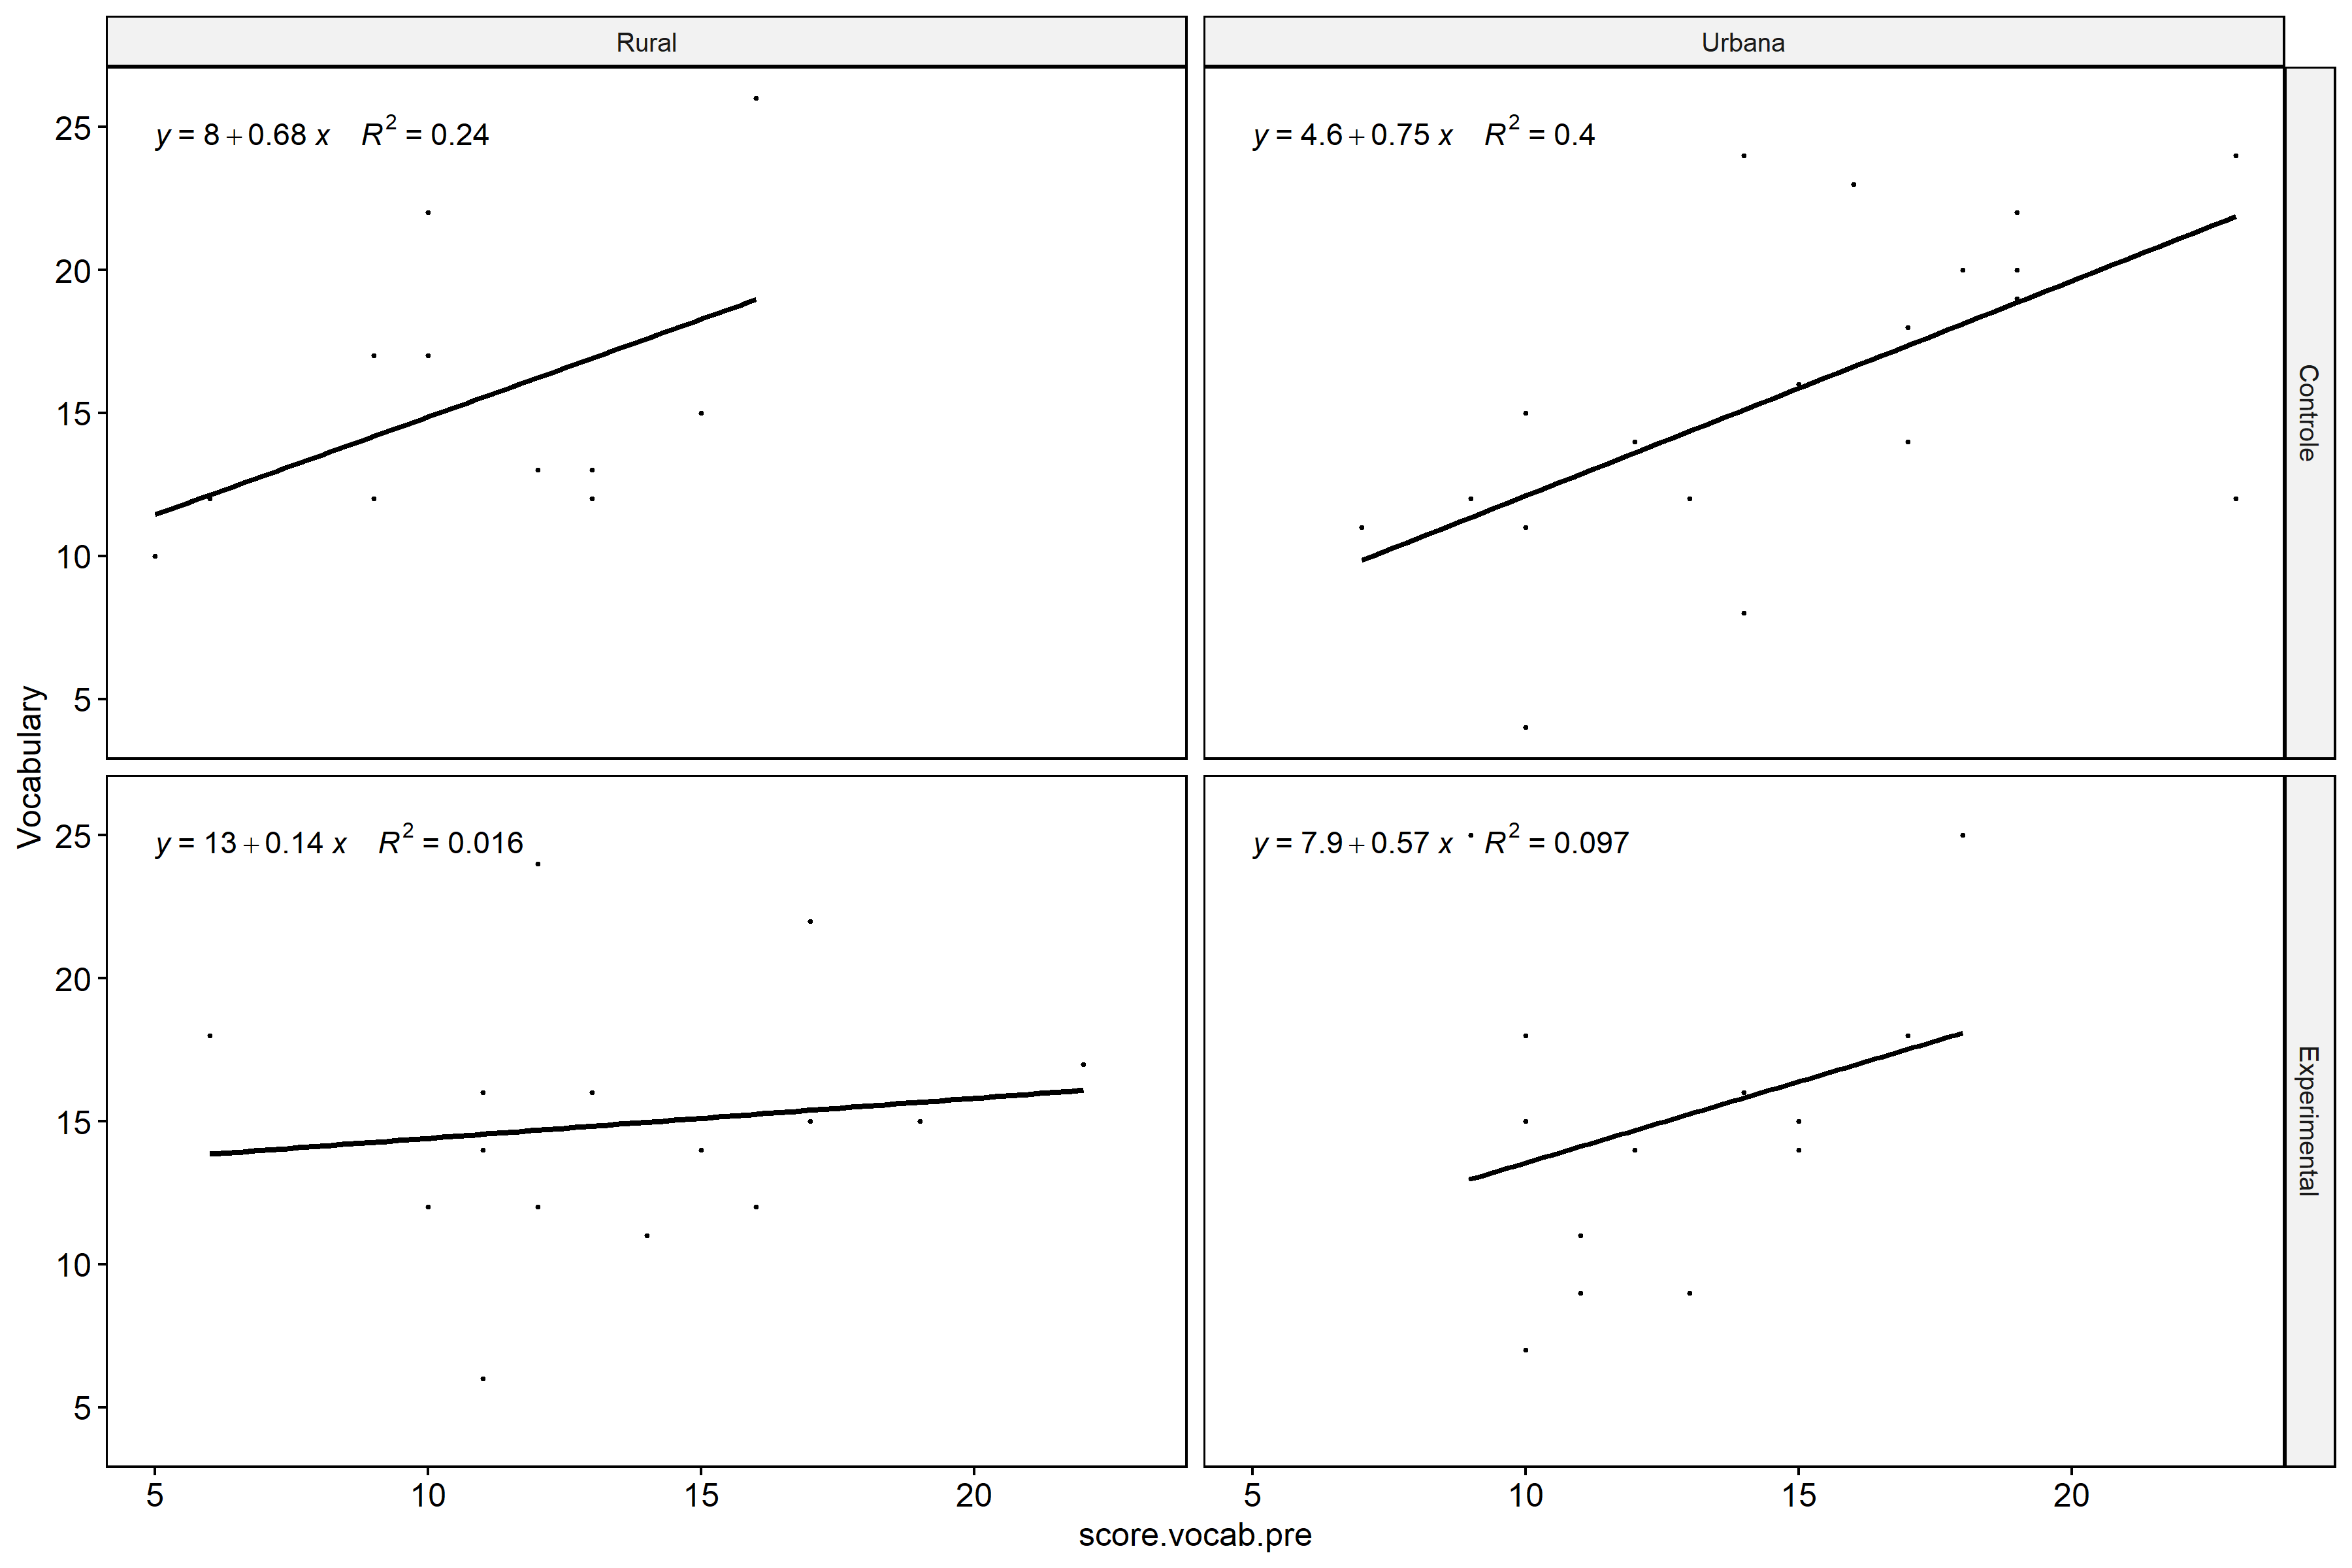 Rural
Urbana
y = 8 + 0.68 x R² = 0.24
y = 4.6 + 0.75 x R² = 0.4
25
20
15
10
5
Controle
Vocabulary
y = 13 + 0.14 x R² = 0.016
y = 7.9 + 0.57 x R² = 0.097
25
20
15
10
5
Experimental
5 10 15 20
5 10 15 20
score.vocab.pre